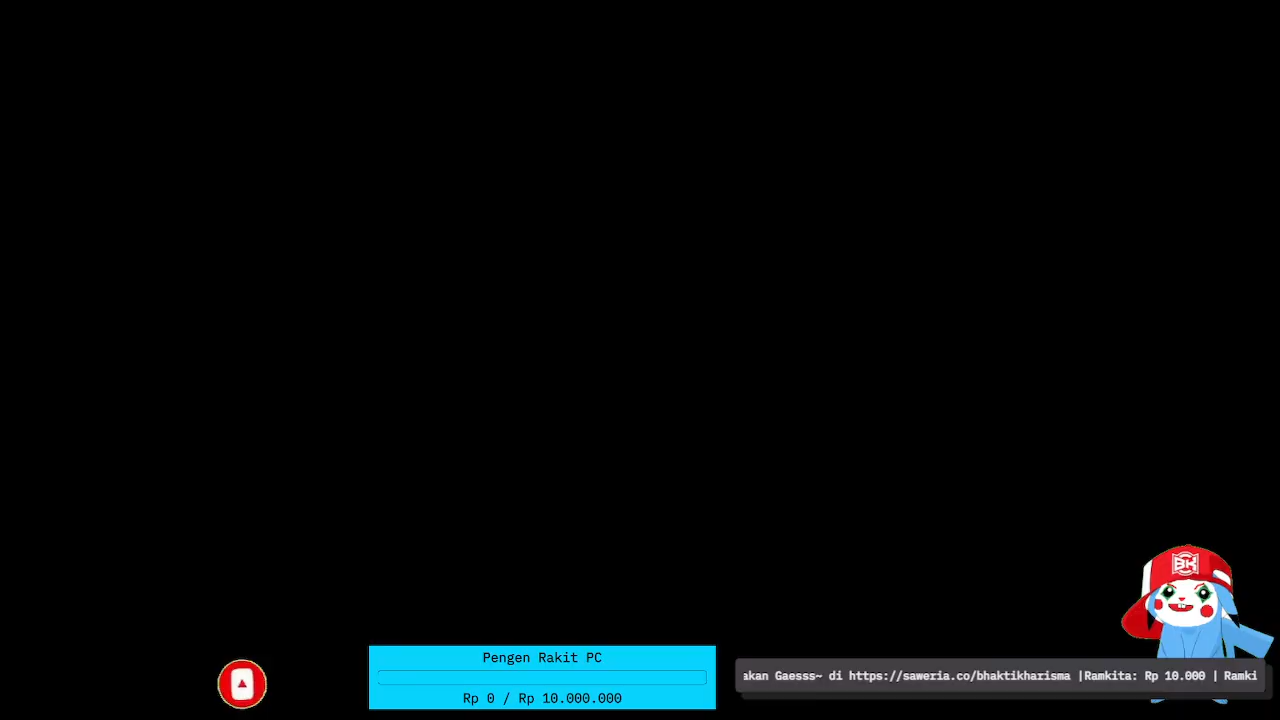 BK
Pengen Rakit PC
Rp 0 / Rp 10.000.000
akan Gaesss~ di https://saweria.co/bhaktikharisma |Ramkita: Rp 10.000 | Ramki